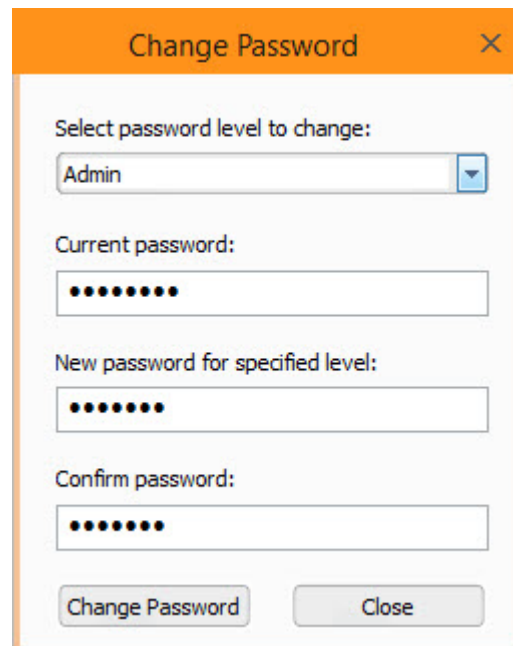 Change Password
Select password level to change:
Admin
Current password:
••••••••
New password for specified level:
•••••••
Confirm password:
•••••••
Change Password Close